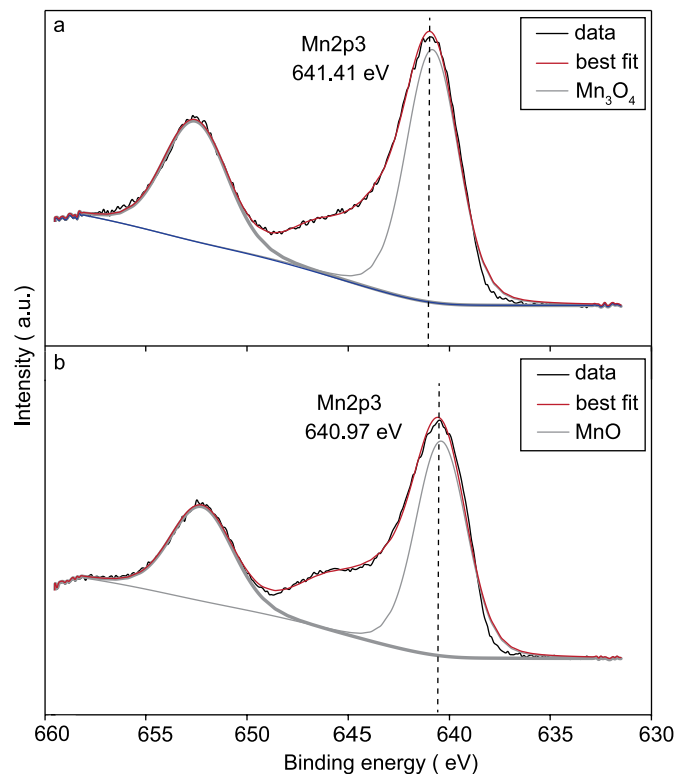 a
Mn2p3
641.41 eV
data
best fit
Mn₃O₄
b
Mn2p3
640.97 eV
data
best fit
MnO
Intensity ( a.u.)
660 655 650 645 640 635 630
Binding energy ( eV)